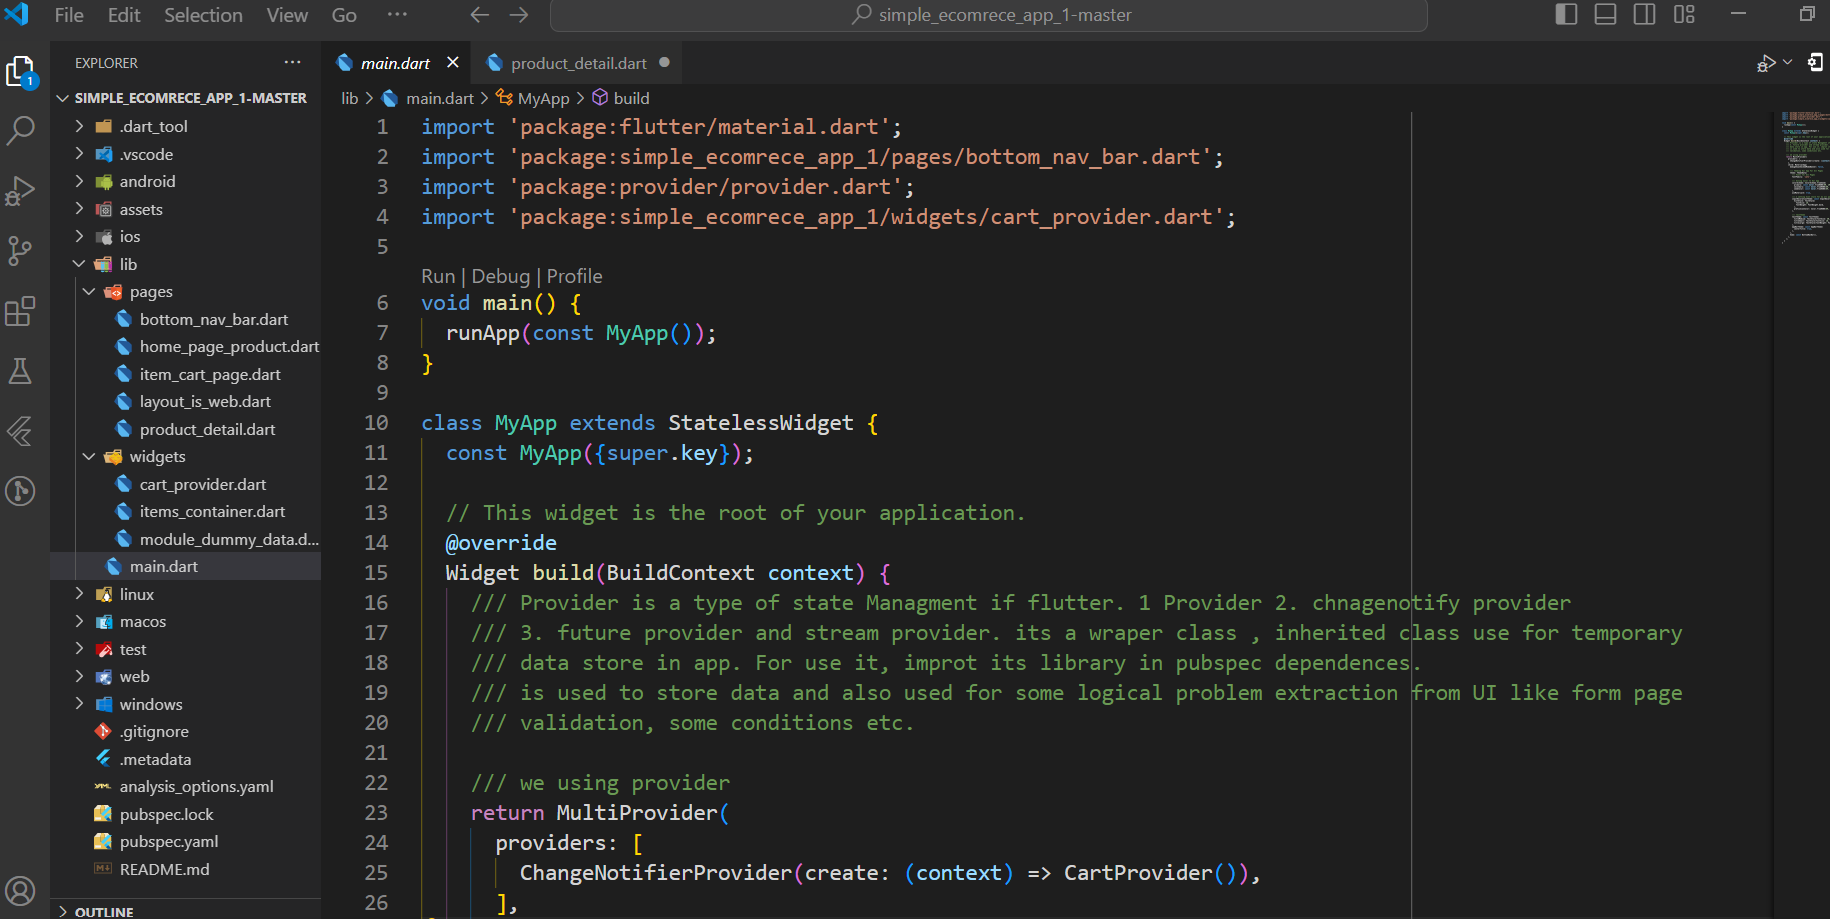 File Edit Selection View Go ···
simple_ecomrece_app_1-master
EXPLORER ···
SIMPLE_ECOMRECE_APP_1-MASTER
.dart_tool
.vscode
android
assets
ios
lib
pages
bottom_nav_bar.dart
home_page_product.dart
item_cart_page.dart
layout_is_web.dart
product_detail.dart
widgets
cart_provider.dart
items_container.dart
module_dummy_data.d...
main.dart
linux
macos
test
web
windows
.gitignore
.metadata
analysis_options.yaml
pubspec.lock
pubspec.yaml
README.md
OUTLINE
1
main.dart product_detail.dart
lib > main.dart > MyApp > build
1 import 'package:flutter/material.dart';
2 import 'package:simple_ecomrece_app_1/pages/bottom_nav_bar.dart';
3 import 'package:provider/provider.dart';
4 import 'package:simple_ecomrece_app_1/widgets/cart_provider.dart';
5
Run | Debug | Profile
6 void main() {
7 runApp(const MyApp());
8 }
9
10 class MyApp extends StatelessWidget {
11 const MyApp({super.key});
12
13 // This widget is the root of your application.
14 @override
15 Widget build(BuildContext context) {
16 /// Provider is a type of state Managment if flutter. 1 Provider 2. chnagenotify provider
17 /// 3. future provider and stream provider. its a wraper class , inherited class use for temporary
18 /// data store in app. For use it, improt its library in pubspec dependences.
19 /// is used to store data and also used for some logical problem extraction from UI like form page
20 /// validation, some conditions etc.
21
22 /// we using provider
23 return MultiProvider(
24 providers: [
25 ChangeNotifierProvider(create: (context) => CartProvider()),
26 ],